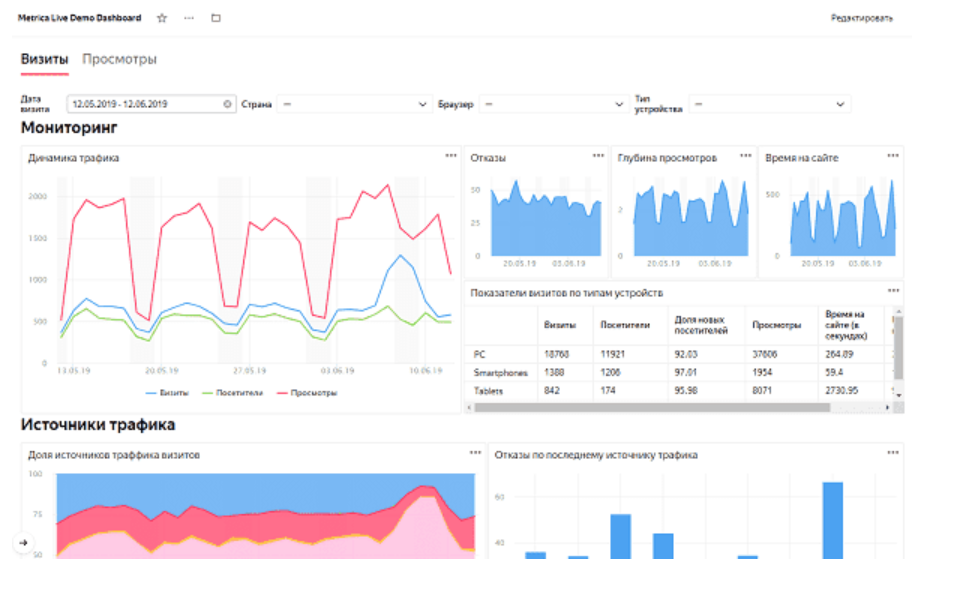 Metrica Live Demo Dashboard
Редактировать
Визиты Просмотры
Дата визита 12.05.2019 - 12.06.2019 Страна — Браузер — Тип устройства —
Мониторинг
Динамика трафика
2000
1500
1000
500
0
13.05.19 20.05.19 27.05.19 03.06.19 10.06.19
Визиты Посетители Просмотры
Отказы
50
25
0
20.05.19 03.06.19
Глубина просмотров
2
0
20.05.19 03.06.19
Время на сайте
500
0
20.05.19 03.06.19
Показатели визитов по типам устройств
Визиты Посетители Доля новых посетителей Просмотры Время на сайте (в секундах)
PC 18768 11921 92.03 37606 264.89
Smartphones 1388 1206 97.01 1954 59.4
Tablets 842 174 95.98 8071 2730.95
Источники трафика
Доля источников траффика визитов
100
75
50
Отказы по последнему источнику трафика
60
40